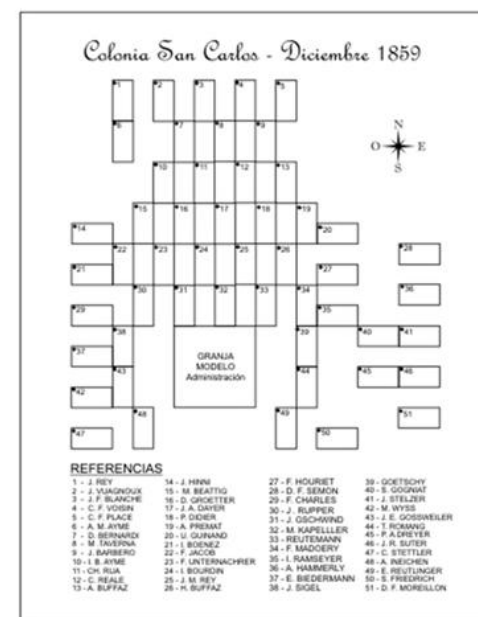 Colonia San Carlos - Diciembre 1859
1
2
3
4
5
6
7
8
9
N
O E
S
10
11
12
13
15
16
17
18
19
14
20
22
23
24
25
26
28
21
27
30
31
32
33
34
36
29
35
38
39
40
41
GRANJA
MODELO
Administración
37
43
44
45
46
42
48
49
51
47
50
REFERENCIAS
1 - J. REY
2 - J. VUAGNOUX
3 - J. F. BLANCHE
4 - C. F. VOISIN
5 - C. F. PLACE
6 - A. M. AYME
7 - D. BERNARDI
8 - M. TAVERNA
9 - J. BARBERO
10 - I. B. AYME
11 - CH. RUA
12 - C. REALE
13 - A. BUFFAZ
14 - J. HINNI
15 - M. BEATTIG
16 - D. GROETTER
17 - J. A. DAYER
18 - P. DIDIER
19 - A. PREMAT
20 - U. GUINAND
21 - I. BOENEZ
22 - F. JACOB
23 - F. UNTERNACHRER
24 - I. BOURDIN
25 - J. M. REY
26 - H. BUFFAZ
27 - F. HOURIET
28 - D. F. SEMON
29 - F. CHARLES
30 - J. RUPPER
31 - J. GSCHWIND
32 - M. KAPELLLER
33 - REUTEMANN
34 - F. MADOERY
35 - I. RAMSEYER
36 - A. HAMMERLY
37 - E. BIEDERMANN
38 - J. SIGEL
39 - GOETSCHY
40 - S. GOGNIAT
41 - J. STELZER
42 - M. WYSS
43 - J. E. GOSSWEILER
44 - T. ROMANG
45 - P. A DREYER
46 - J. R. SUTER
47 - C. STETTLER
48 - A. INEICHEN
49 - E. REUTLINGER
50 - S. FRIEDRICH
51 - D. F. MOREILLON